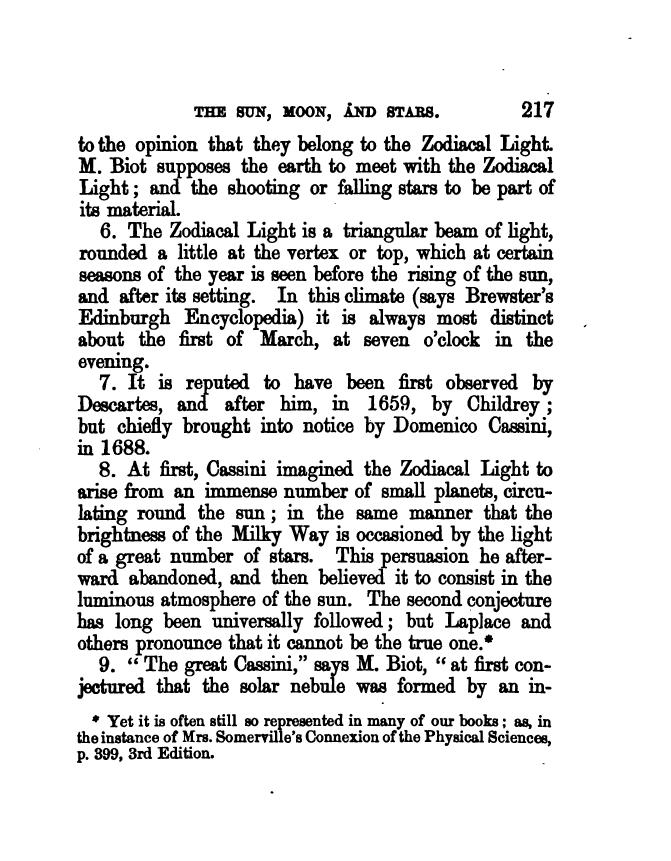 THE SUN, MOON, AND STARS. 217
to the opinion that they belong to the Zodiacal Light.
M. Biot supposes the earth to meet with the Zodiacal
Light; and the shooting or falling stars to be part of
its material.
6. The Zodiacal Light is a triangular beam of light,
rounded a little at the vertex or top, which at certain
seasons of the year is seen before the rising of the sun,
and after its setting. In this climate (says Brewster's
Edinburgh Encyclopedia) it is always most distinct
about the first of March, at seven o'clock in the
evening.
7. It is reputed to have been first observed by
Descartes, and after him, in 1659, by Childrey;
but chiefly brought into notice by Domenico Cassini,
in 1688.
8. At first, Cassini imagined the Zodiacal Light to
arise from an immense number of small planets, circu-
lating round the sun; in the same manner that the
brightness of the Milky Way is occasioned by the light
of a great number of stars. This persuasion he after-
ward abandoned, and then believed it to consist in the
luminous atmosphere of the sun. The second conjecture
has long been universally followed; but Laplace and
others pronounce that it cannot be the true one.*
9. "The great Cassini," says M. Biot, "at first con-
jectured that the solar nebule was formed by an in-
* Yet it is often still so represented in many of our books; as, in
the instance of Mrs. Somerville's Connexion of the Physical Sciences,
p. 399, 3rd Edition.